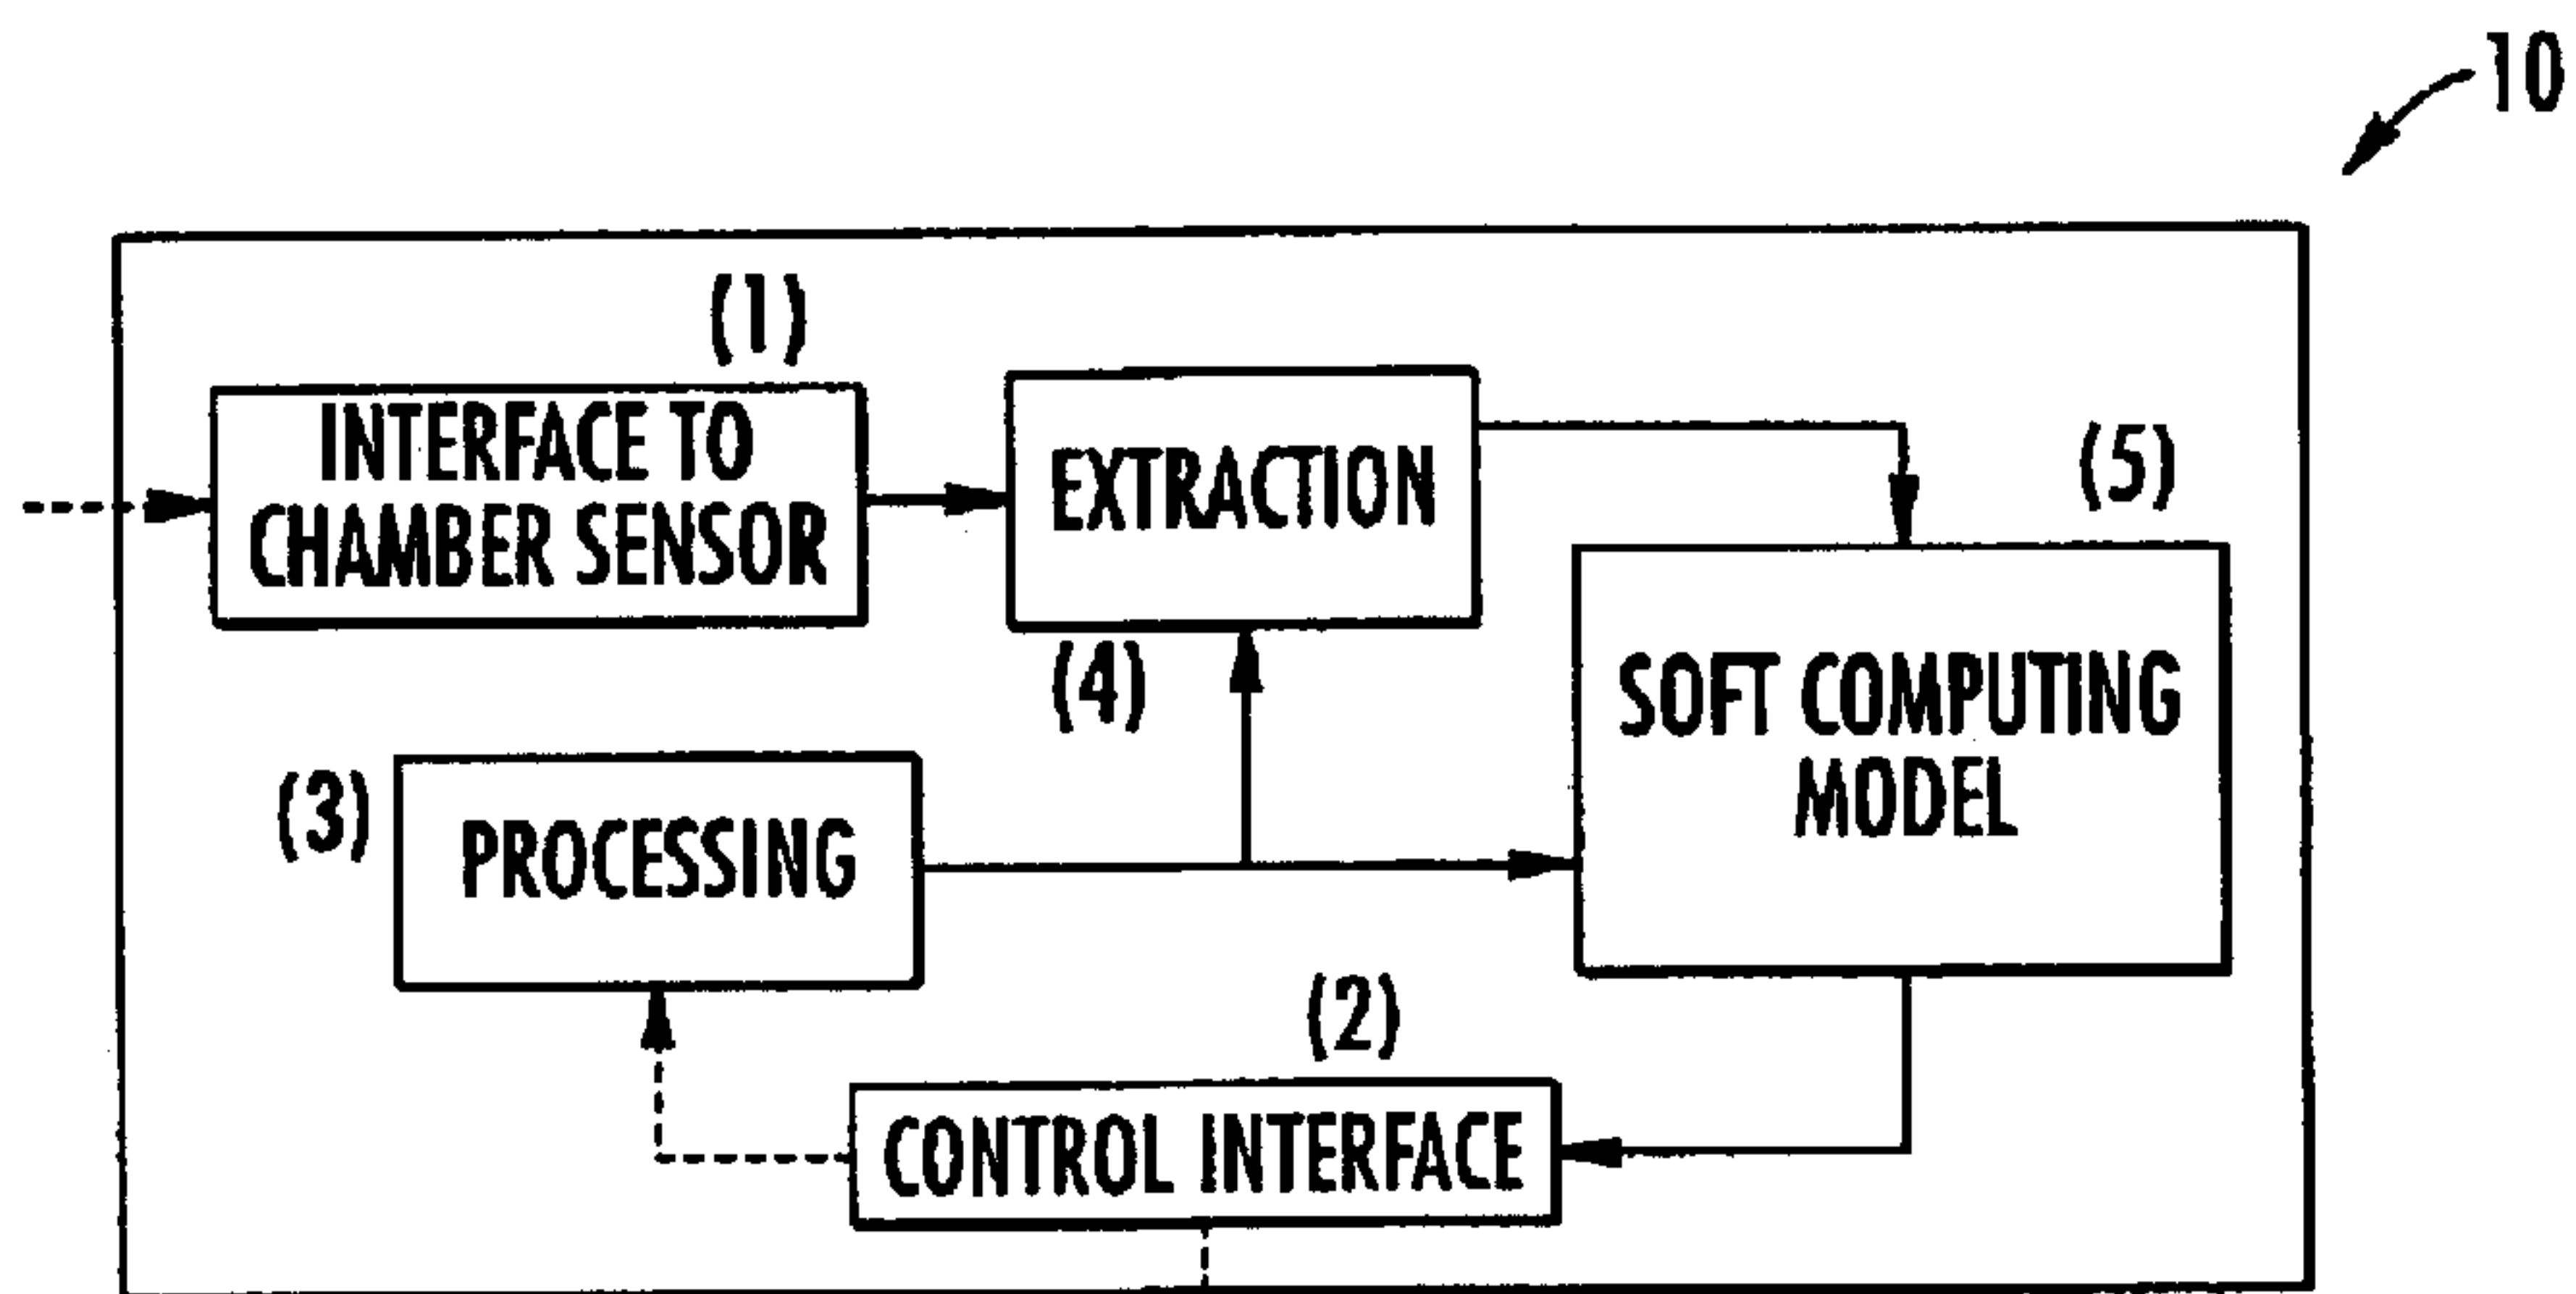 10
(1)
INTERFACE TO
CHAMBER SENSOR
EXTRACTION
(4)
(5)
SOFT COMPUTING
MODEL
(3)
PROCESSING
(2)
CONTROL INTERFACE